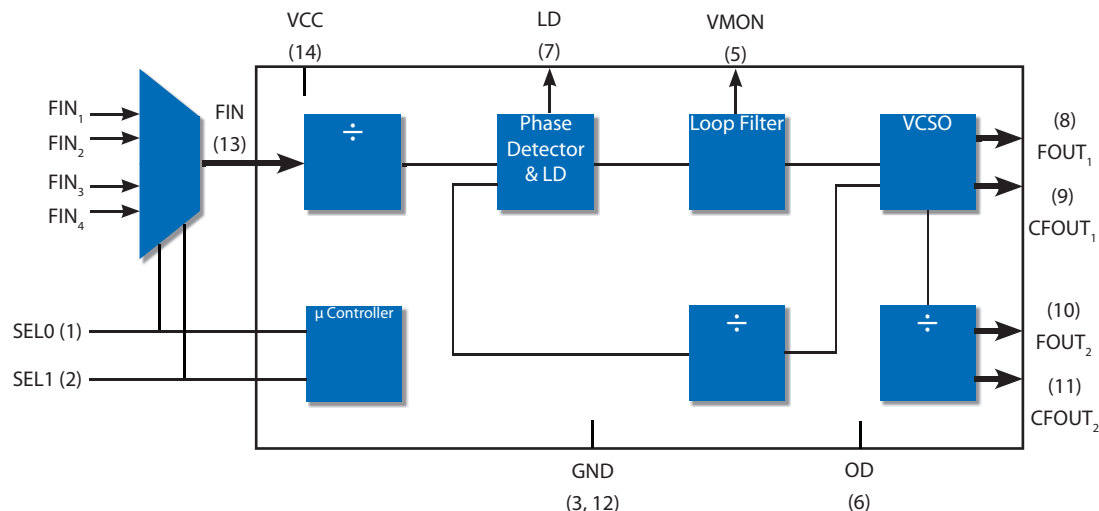 VCC
(14)
LD
(7)
VMON
(5)
FIN₁
FIN₂
FIN₃
FIN₄
FIN
(13)
÷
Phase
Detector
& LD
Loop Filter
VCSO
(8)
FOUT₁
(9)
CFOUT₁
SEL0 (1)
SEL1 (2)
µ Controller
÷
÷
(10)
FOUT₂
(11)
CFOUT₂
GND
(3, 12)
OD
(6)